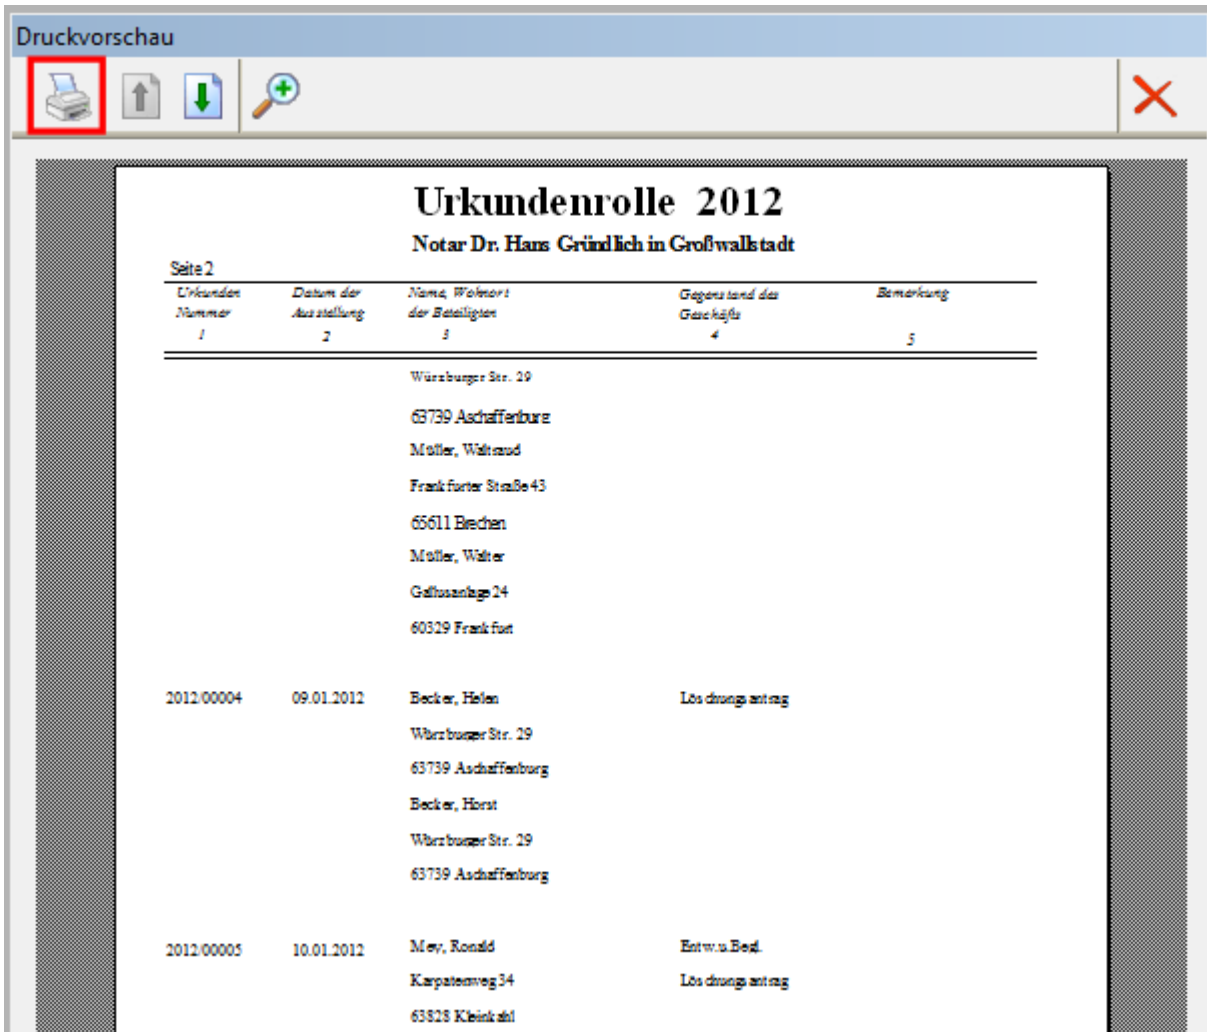 Druckvorschau
Urkundenrolle 2012
Notar Dr. Hans Gründlich in Großwallstadt
Seite 2
Urkunden Datum der Name, Wohnort Gegenstand des Bemerkung
Nummer Ausstellung der Beteiligten Geschäfts
1 2 3 4 5
Würzburger Str. 29
63739 Aschaffenburg
Müller, Waltraud
Frankfurter Straße 43
65611 Brechen
Müller, Walter
Gallusanlage 24
60329 Frankfurt
2012/00004 09.01.2012 Becker, Helen Löschungsantrag
Würzburger Str. 29
63739 Aschaffenburg
Becker, Horst
Würzburger Str. 29
63739 Aschaffenburg
2012/00005 10.01.2012 Mey, Ronald Entw.u.Begl.
Karpatenweg 34 Löschungsantrag
63828 Kleinkahl